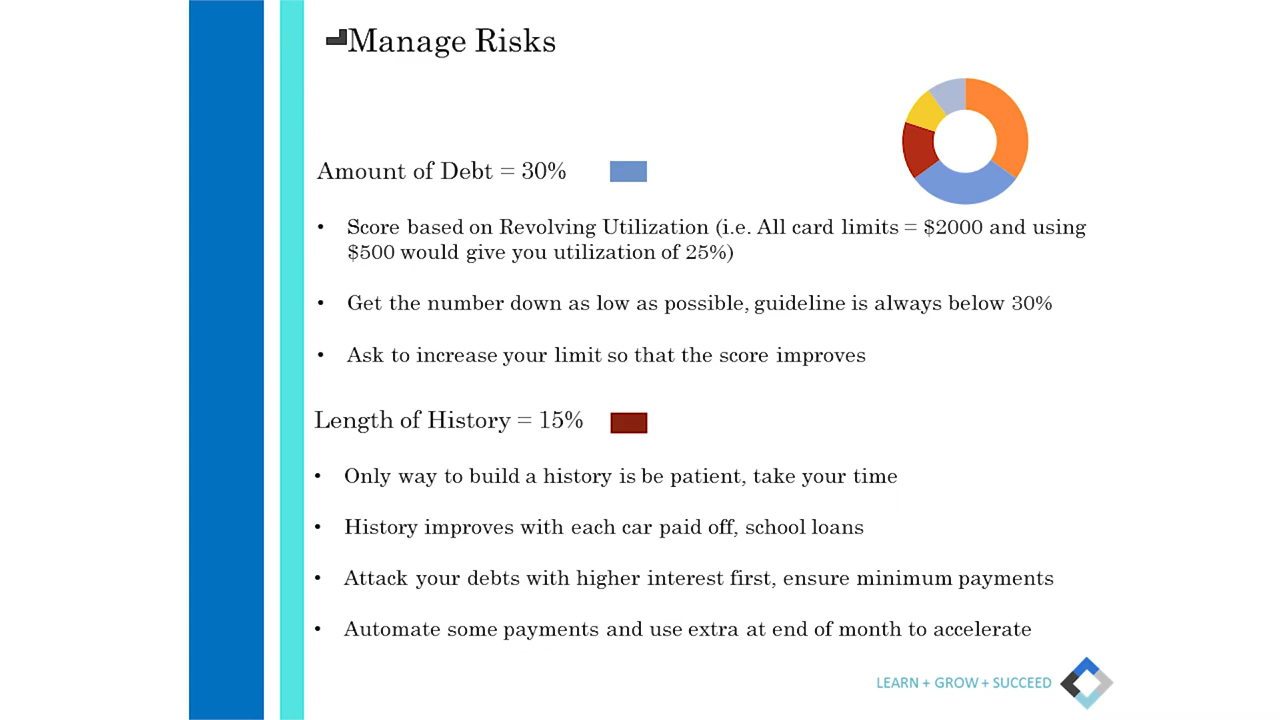 Manage Risks
Amount of Debt = 30%
• Score based on Revolving Utilization (i.e. All card limits = $2000 and using
$500 would give you utilization of 25%)
• Get the number down as low as possible, guideline is always below 30%
• Ask to increase your limit so that the score improves
Length of History = 15%
• Only way to build a history is be patient, take your time
• History improves with each car paid off, school loans
• Attack your debts with higher interest first, ensure minimum payments
• Automate some payments and use extra at end of month to accelerate
LEARN + GROW + SUCCEED